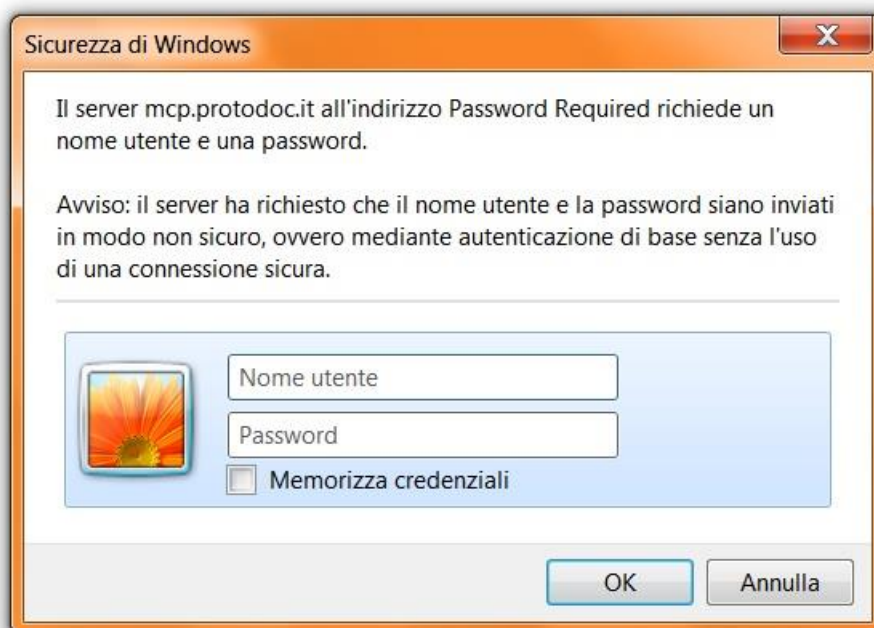 Sicurezza di Windows
Il server mcp.protodoc.it all'indirizzo Password Required richiede un
nome utente e una password.
Avviso: il server ha richiesto che il nome utente e la password siano inviati
in modo non sicuro, ovvero mediante autenticazione di base senza l'uso
di una connessione sicura.
Nome utente
Password
Memorizza credenziali
OK
Annulla